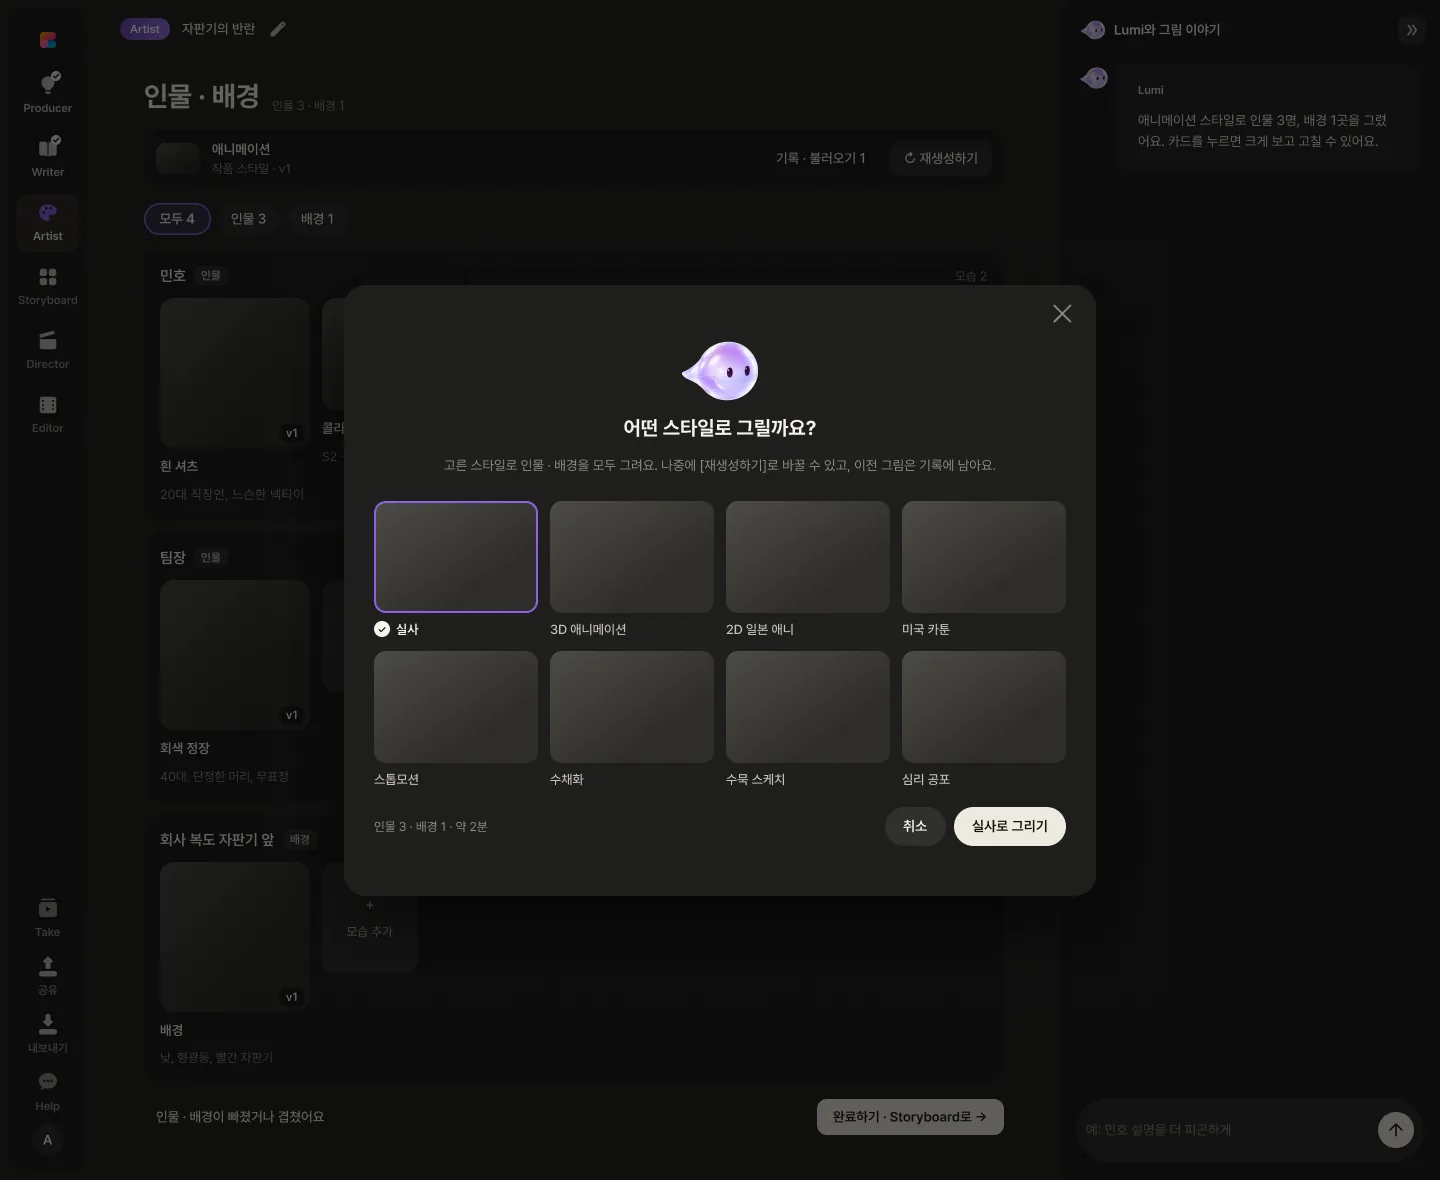 Artist 자판기의 반란
Producer
Writer
Artist
Storyboard
Director
Editor
Take
공유
내보내기
Help
A
인물 · 배경 인물 3 · 배경 1
애니메이션
작품 스타일 · v1
기록 · 불러오기 1
재생성하기
모두 4 인물 3 배경 1
민호 인물 모습 2
v1
흰 셔츠
20대 직장인, 느슨한 넥타이
콜라
S2 ·
팀장 인물
v1
회색 정장
40대. 단정한 머리, 무표정
회사 복도 자판기 앞 배경
v1
배경
낮, 형광등, 빨간 자판기
+
모습 추가
인물 · 배경이 빠졌거나 겹쳤어요
완료하기 · Storyboard로 →
어떤 스타일로 그릴까요?
고른 스타일로 인물 · 배경을 모두 그려요. 나중에 [재생성하기]로 바꿀 수 있고, 이전 그림은 기록에 남아요.
실사 3D 애니메이션 2D 일본 애니 미국 카툰
스톱모션 수채화 수묵 스케치 심리 공포
인물 3 · 배경 1 · 약 2분
취소 실사로 그리기
Lumi와 그림 이야기
Lumi
애니메이션 스타일로 인물 3명, 배경 1곳을 그렸
어요. 카드를 누르면 크게 보고 고칠 수 있어요.
예: 민호 설명을 더 피곤하게